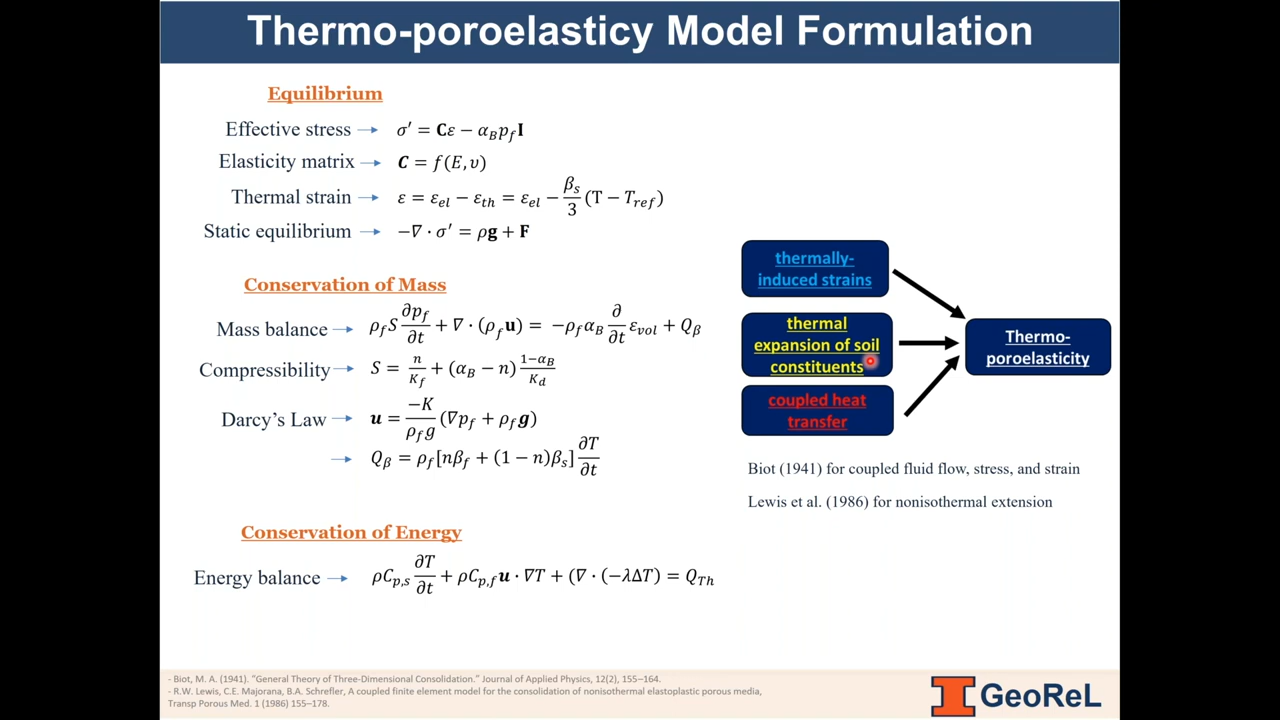 Thermo-poroelasticy Model Formulation
Equilibrium
Effective stress → σ′ = Cε − α_B p_f I
Elasticity matrix → C = f(E, υ)
Thermal strain → ε = ε_el − ε_th = ε_el − β_s/3 (T − T_ref)
Static equilibrium → −∇ · σ′ = ρg + F
Conservation of Mass
Mass balance → ρ_f S ∂p_f/∂t + ∇ · (ρ_f u) = −ρ_f α_B ∂/∂t ε_vol + Q_β
Compressibility → S = n/K_f + (α_B − n) 1−α_B/K_d
Darcy's Law → u = −K/ρ_f g (∇p_f + ρ_f g)
→ Q_β = ρ_f [nβ_f + (1 − n)β_s] ∂T/∂t
Conservation of Energy
Energy balance → ρC_p,s ∂T/∂t + ρC_p,f u · ∇T + (∇ · (−λΔT) = Q_Th
thermally-
induced strains
thermal
expansion of soil
constituents
coupled heat
transfer
Thermo-
poroelasticity
Biot (1941) for coupled fluid flow, stress, and strain
Lewis et al. (1986) for nonisothermal extension
- Biot, M. A. (1941). "General Theory of Three-Dimensional Consolidation." Journal of Applied Physics, 12(2), 155–164.
- R.W. Lewis, C.E. Majorana, B.A. Schrefler, A coupled finite element model for the consolidation of nonisothermal elastoplastic porous media,
Transp Porous Med. 1 (1986) 155–178.
I GeoReL